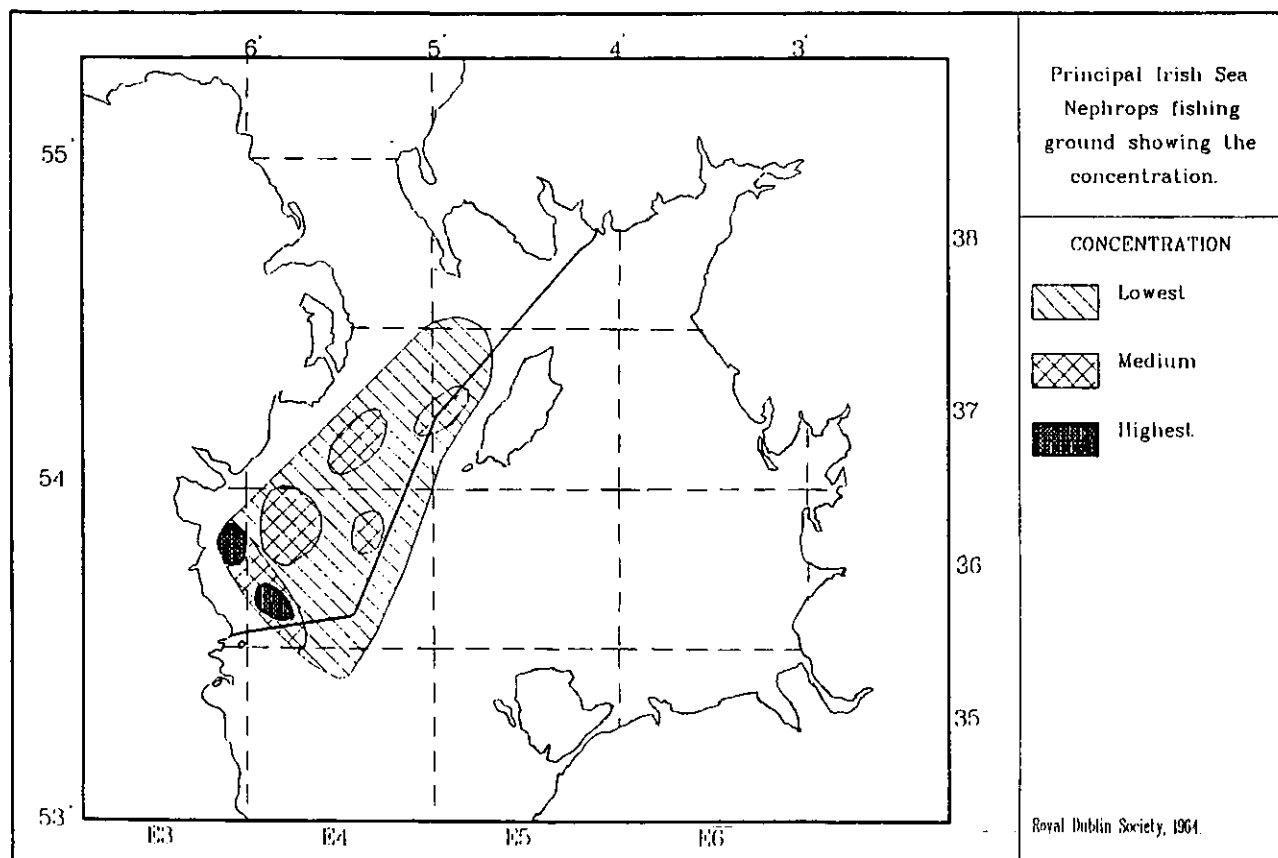 6° 5° 4° 3°
55°
54°
53°
38
37
36
35
E3 E4 E5 E6
Principal Irish Sea
Nephrops fishing
ground showing the
concentration.
CONCENTRATION
Lowest
Medium
Highest
Royal Dublin Society, 1964.